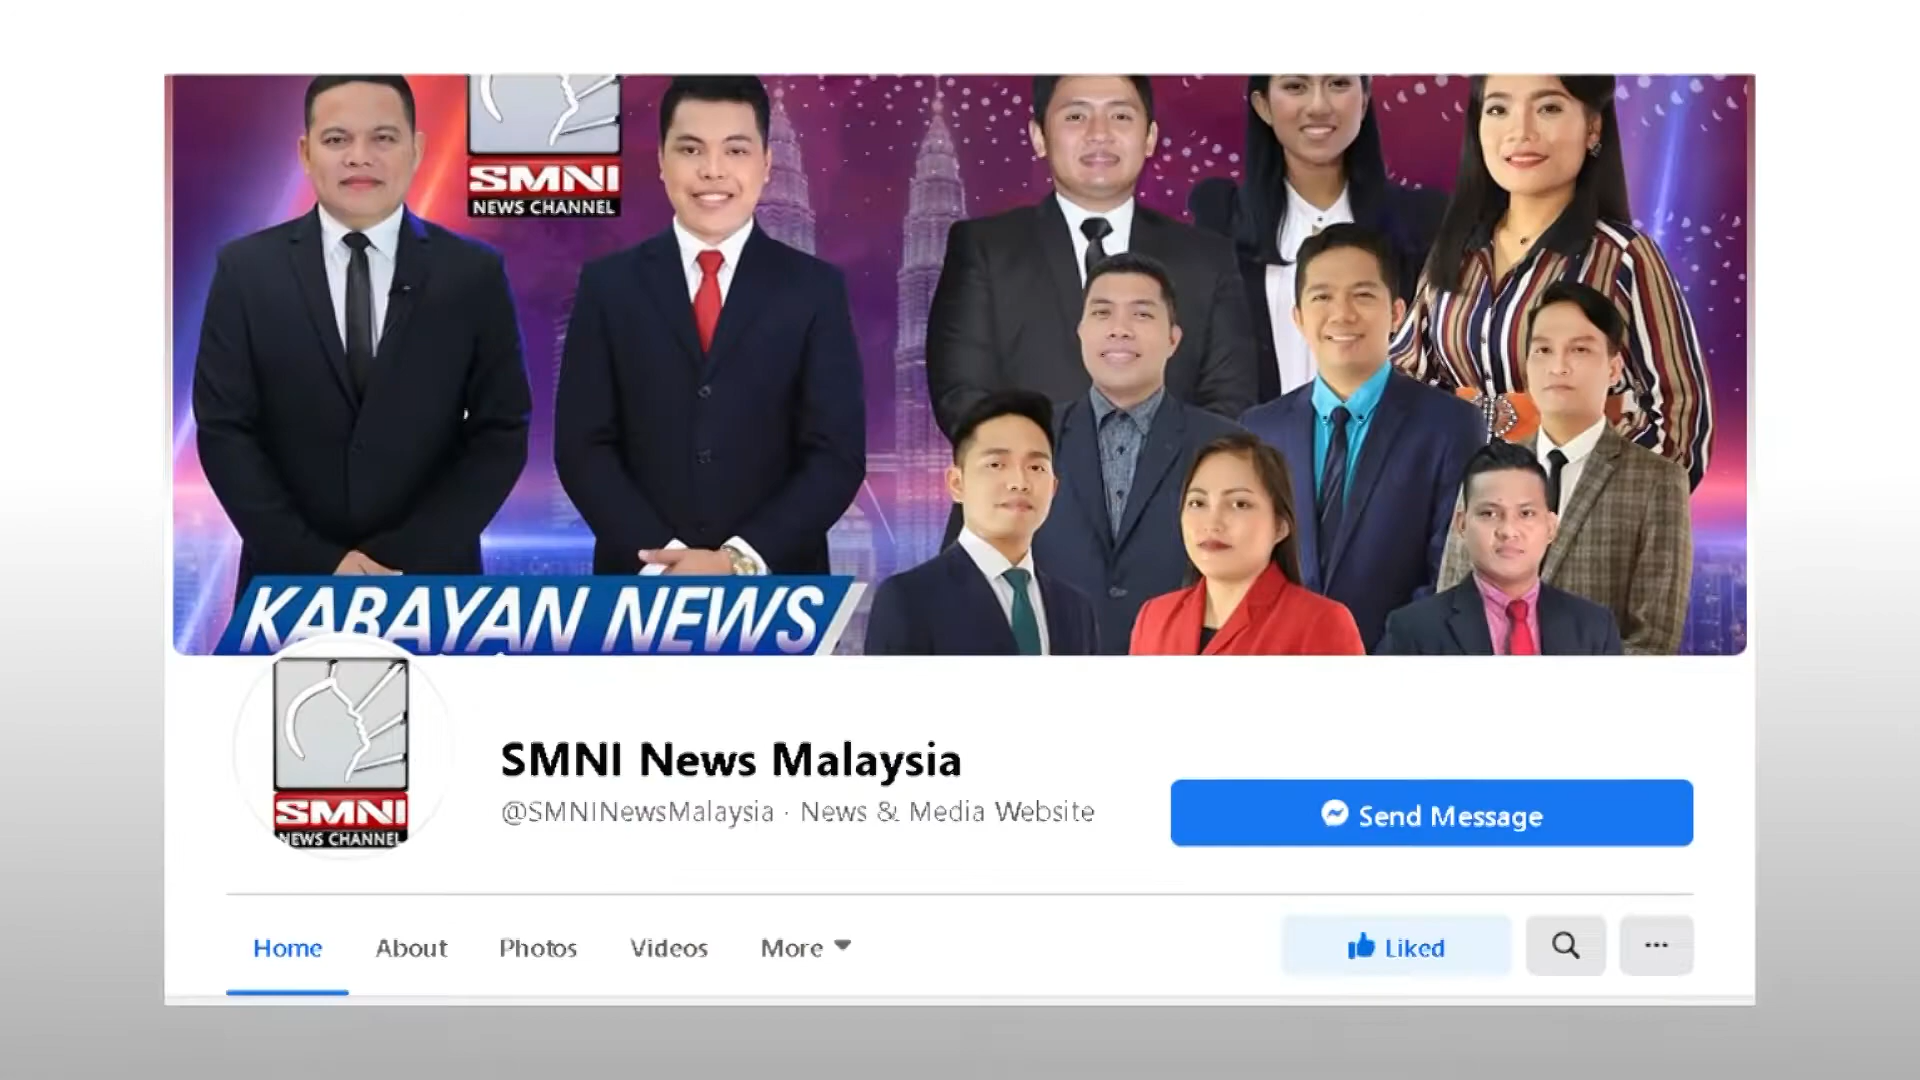 SMNI
NEWS CHANNEL
KABAYAN NEWS
SMNI
NEWS CHANNEL
SMNI News Malaysia
@SMNINewsMalaysia · News & Media Website
Send Message
Home About Photos Videos More
Liked